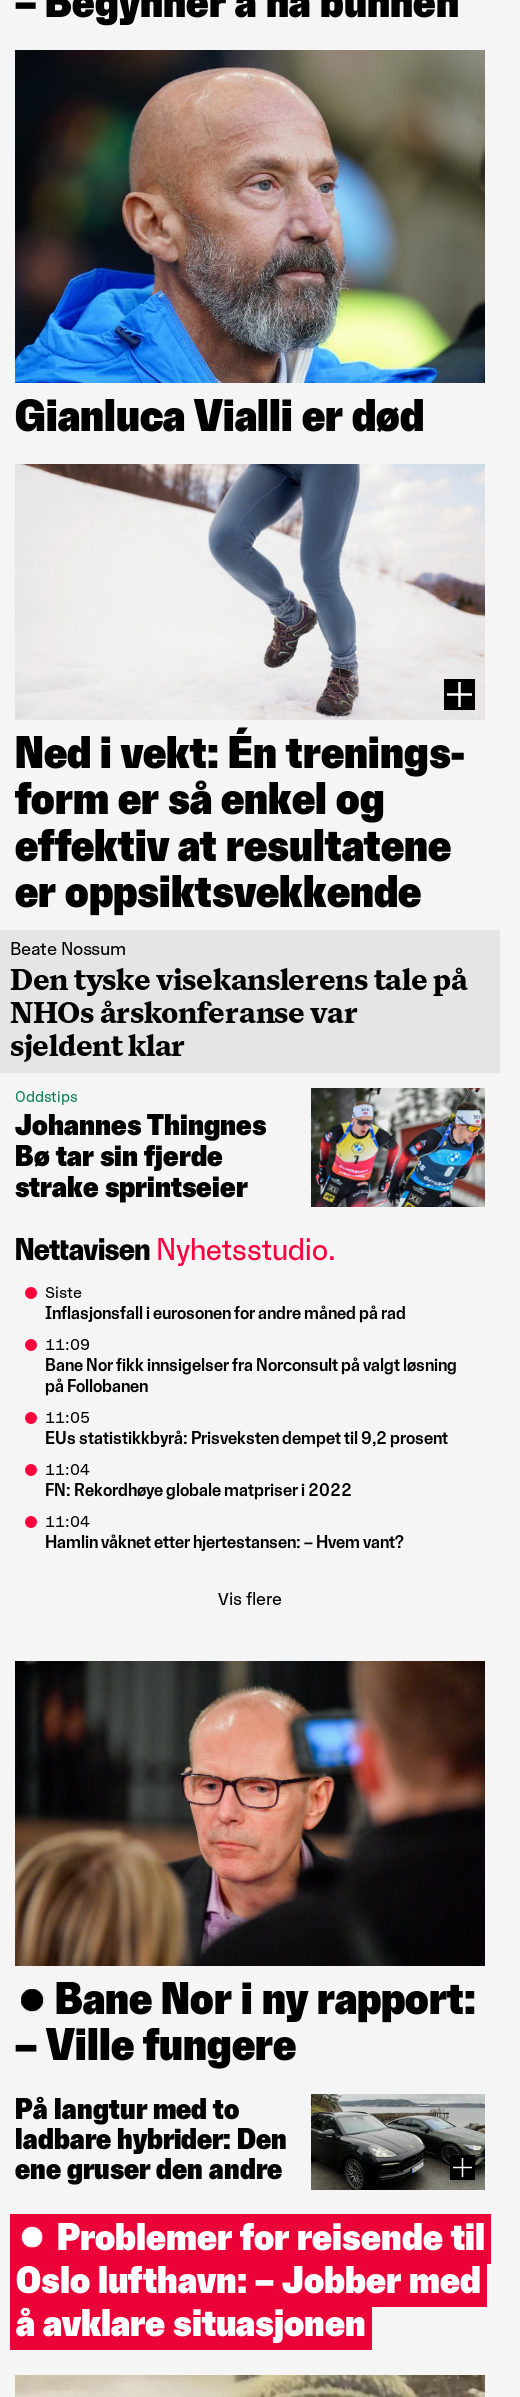 – Begynner å nå bunnen
Gianluca Vialli er død
Ned i vekt: Én trenings-
form er så enkel og
effektiv at resultatene
er oppsiktsvekkende
Beate Nossum
Den tyske visekanslerens tale på
NHOs årskonferanse var
sjeldent klar
Oddstips
Johannes Thingnes
Bø tar sin fjerde
strake sprintseier
Nettavisen Nyhetsstudio.
Siste
Inflasjonsfall i eurosonen for andre måned på rad
11:09
Bane Nor fikk innsigelser fra Norconsult på valgt løsning
på Follobanen
11:05
EUs statistikkbyrå: Prisveksten dempet til 9,2 prosent
11:04
FN: Rekordhøye globale matpriser i 2022
11:04
Hamlin våknet etter hjertestansen: – Hvem vant?
Vis flere
● Bane Nor i ny rapport:
– Ville fungere
På langtur med to
ladbare hybrider: Den
ene gruser den andre
● Problemer for reisende til
Oslo lufthavn: – Jobber med
å avklare situasjonen